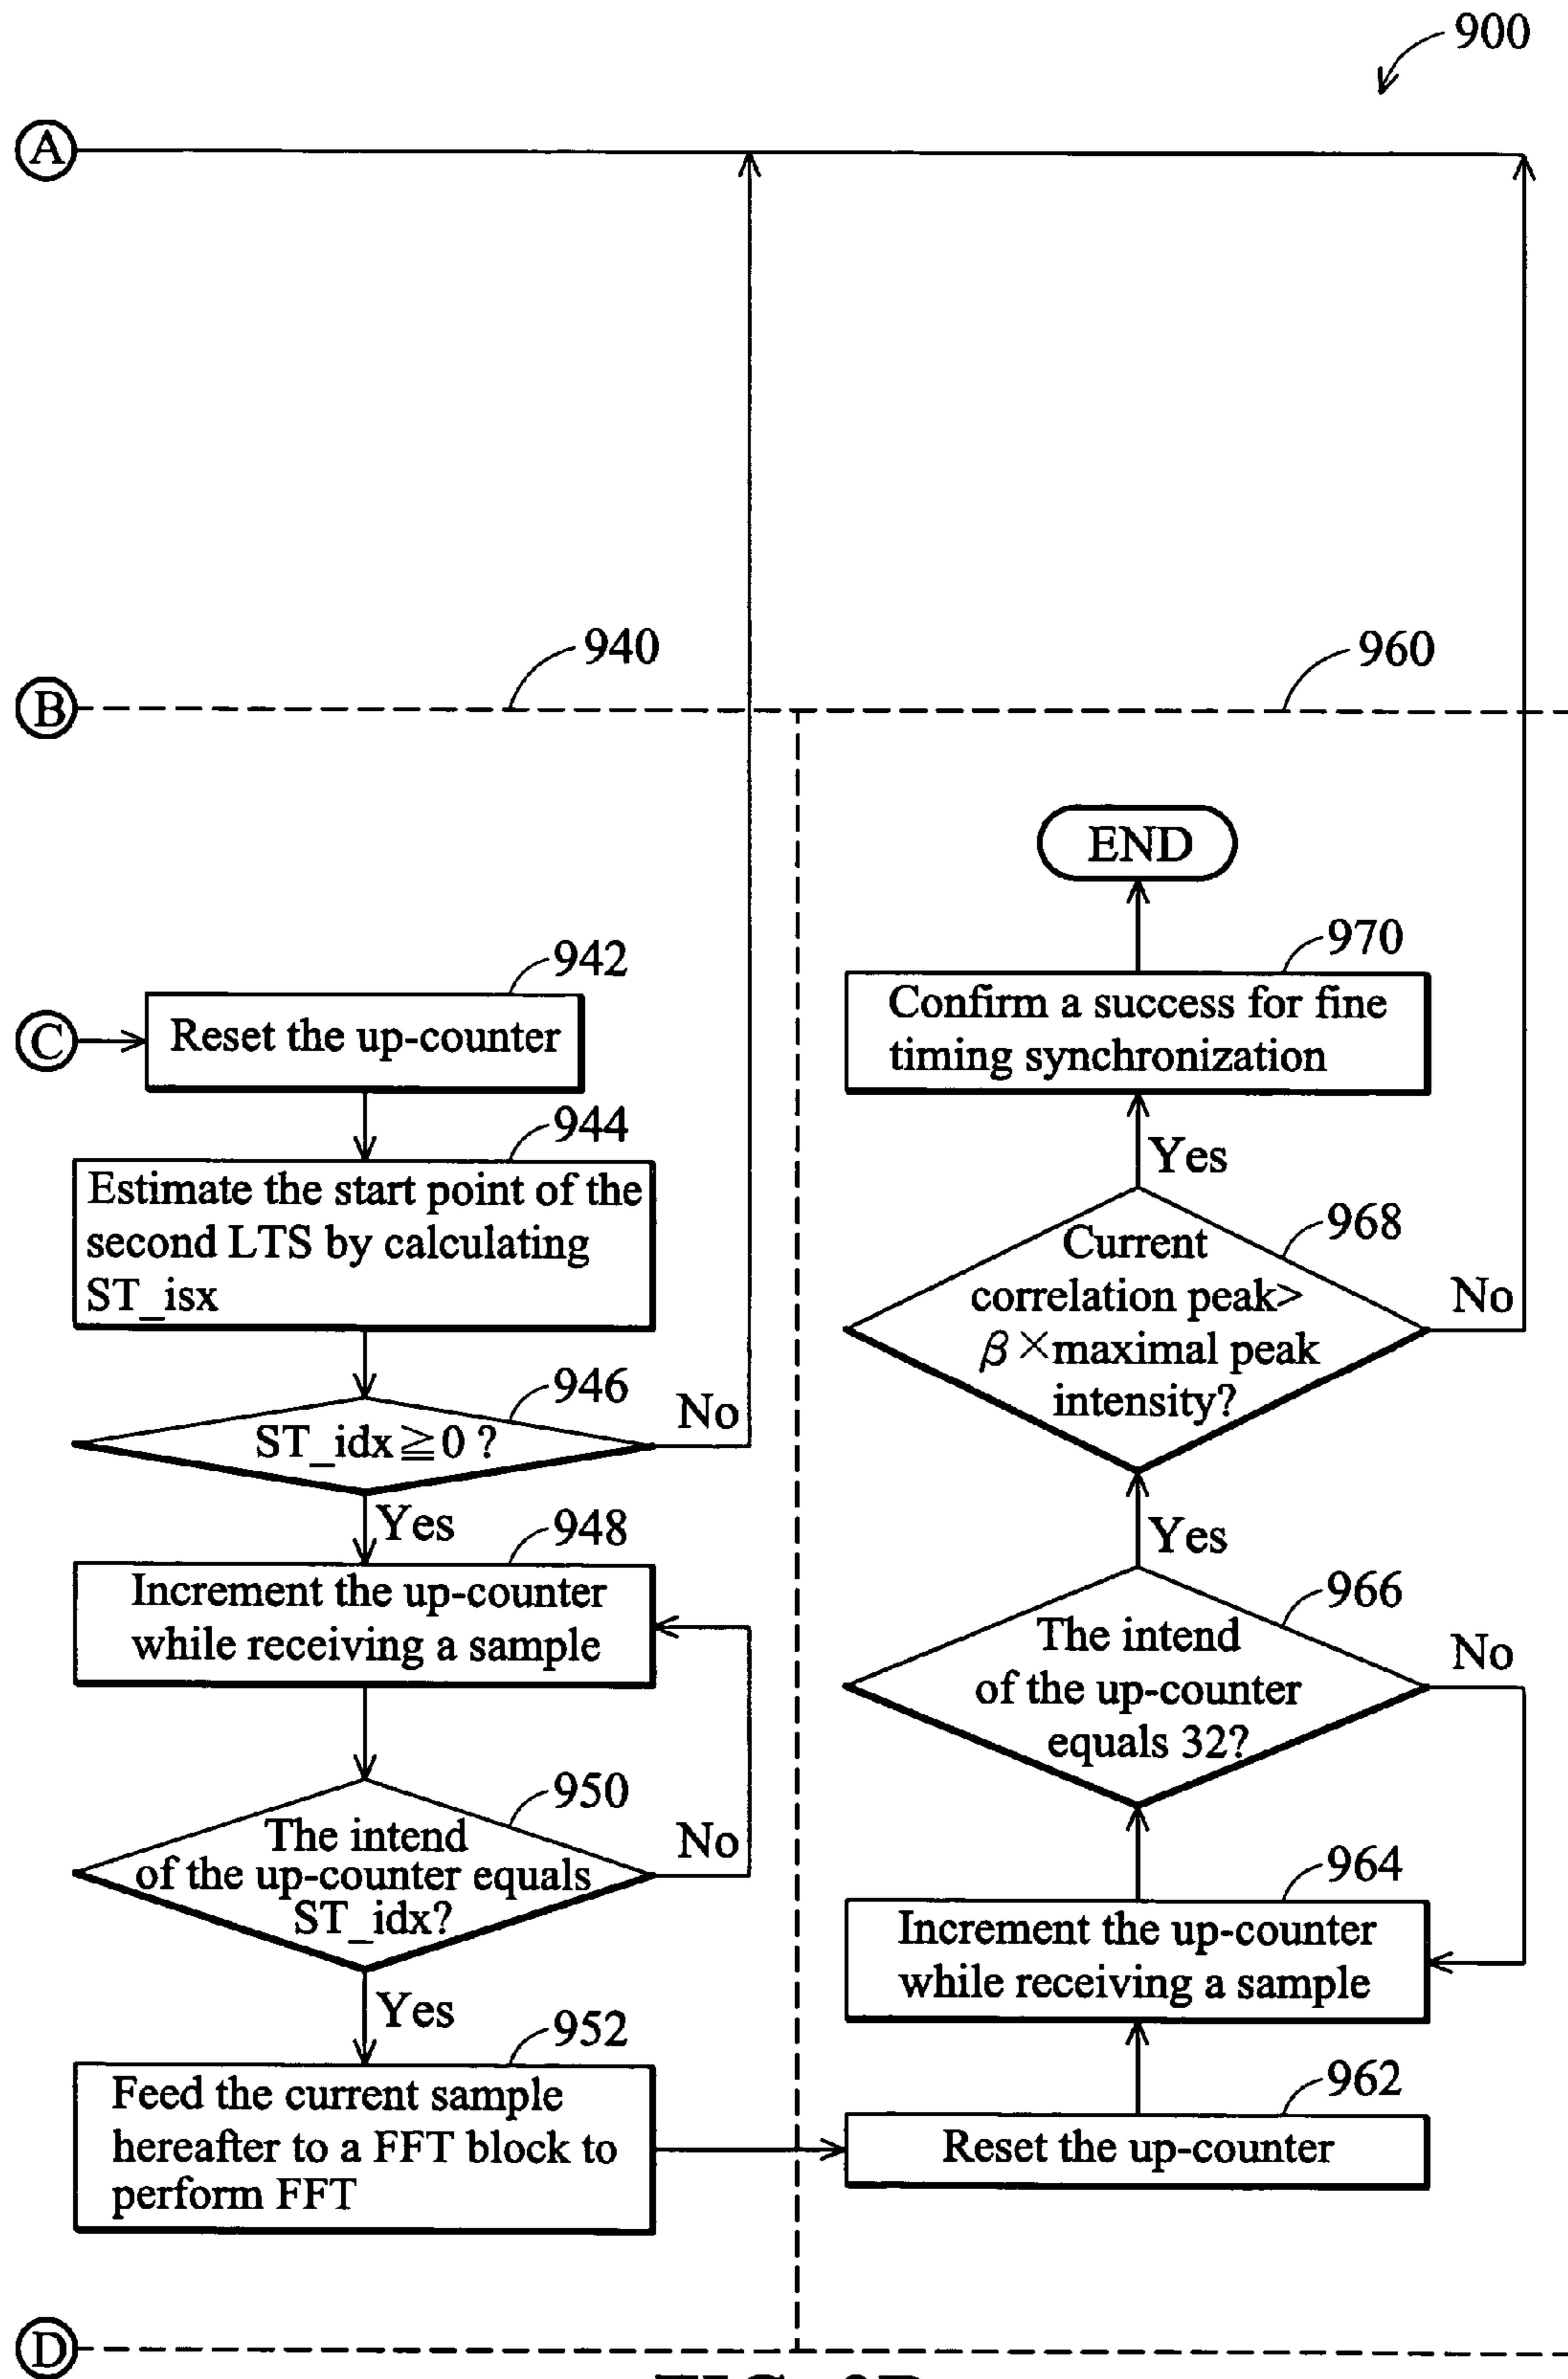 900
A
940
960
B
END
942
970
C
Reset the up-counter
Confirm a success for fine
timing synchronization
944
Yes
Estimate the start point of the
second LTS by calculating
ST_isx
968
Current
correlation peak>
β×maximal peak
intensity?
No
946
ST_idx≧0 ?
No
Yes
Yes
948
Increment the up-counter
while receiving a sample
966
The intend
of the up-counter
equals 32?
No
950
The intend
of the up-counter equals
ST_idx?
No
964
Increment the up-counter
while receiving a sample
Yes
952
Feed the current sample
hereafter to a FFT block to
perform FFT
962
Reset the up-counter
D